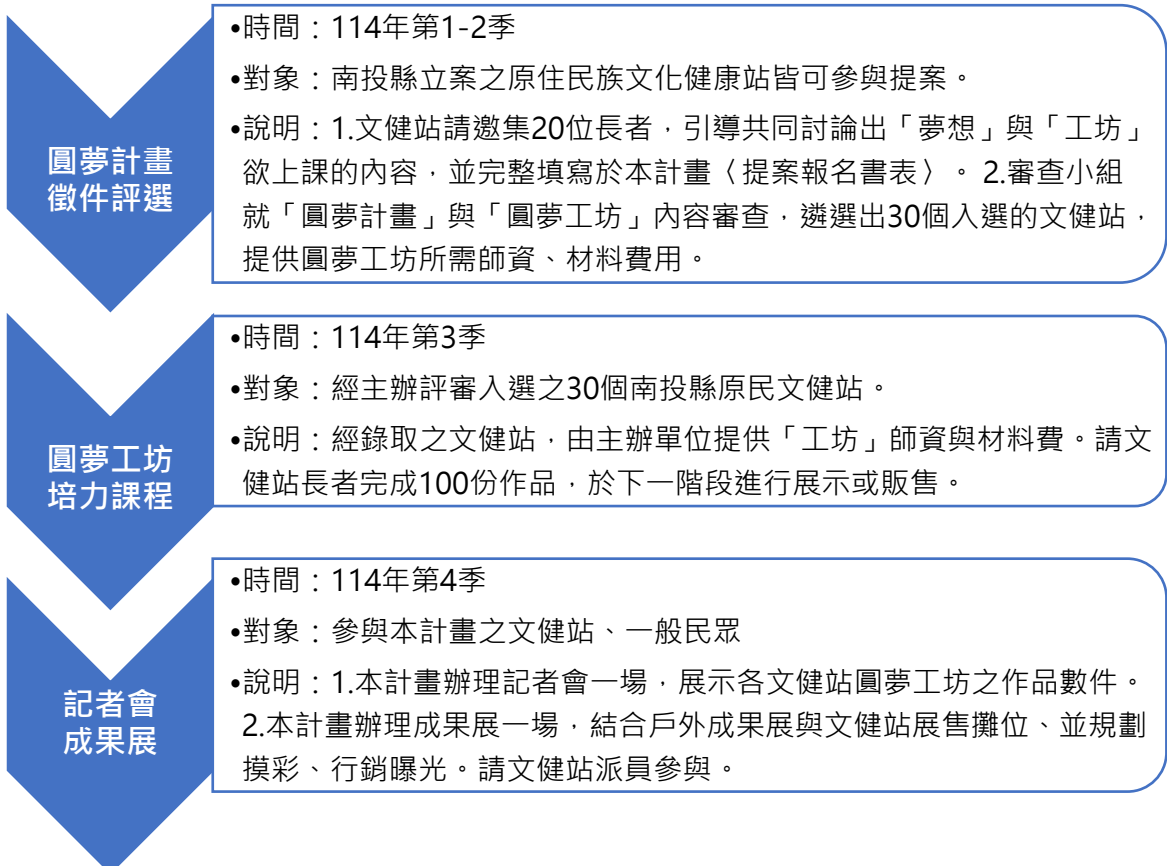 圓夢計畫
徵件評選
•時間：114年第1-2季
•對象：南投縣立案之原住民族文化健康站皆可參與提案。
•說明：1.文健站請邀集20位長者，引導共同討論出「夢想」與「工坊」
欲上課的內容，並完整填寫於本計畫〈提案報名書表〉。 2.審查小組
就「圓夢計畫」與「圓夢工坊」內容審查，遴選出30個入選的文健站，
提供圓夢工坊所需師資、材料費用。
圓夢工坊
培力課程
•時間：114年第3季
•對象：經主辦評審入選之30個南投縣原民文健站。
•說明：經錄取之文健站，由主辦單位提供「工坊」師資與材料費。請文
健站長者完成100份作品，於下一階段進行展示或販售。
記者會
成果展
•時間：114年第4季
•對象：參與本計畫之文健站、一般民眾
•說明：1.本計畫辦理記者會一場，展示各文健站圓夢工坊之作品數件。
2.本計畫辦理成果展一場，結合戶外成果展與文健站展售攤位、並規劃
摸彩、行銷曝光。請文健站派員參與。